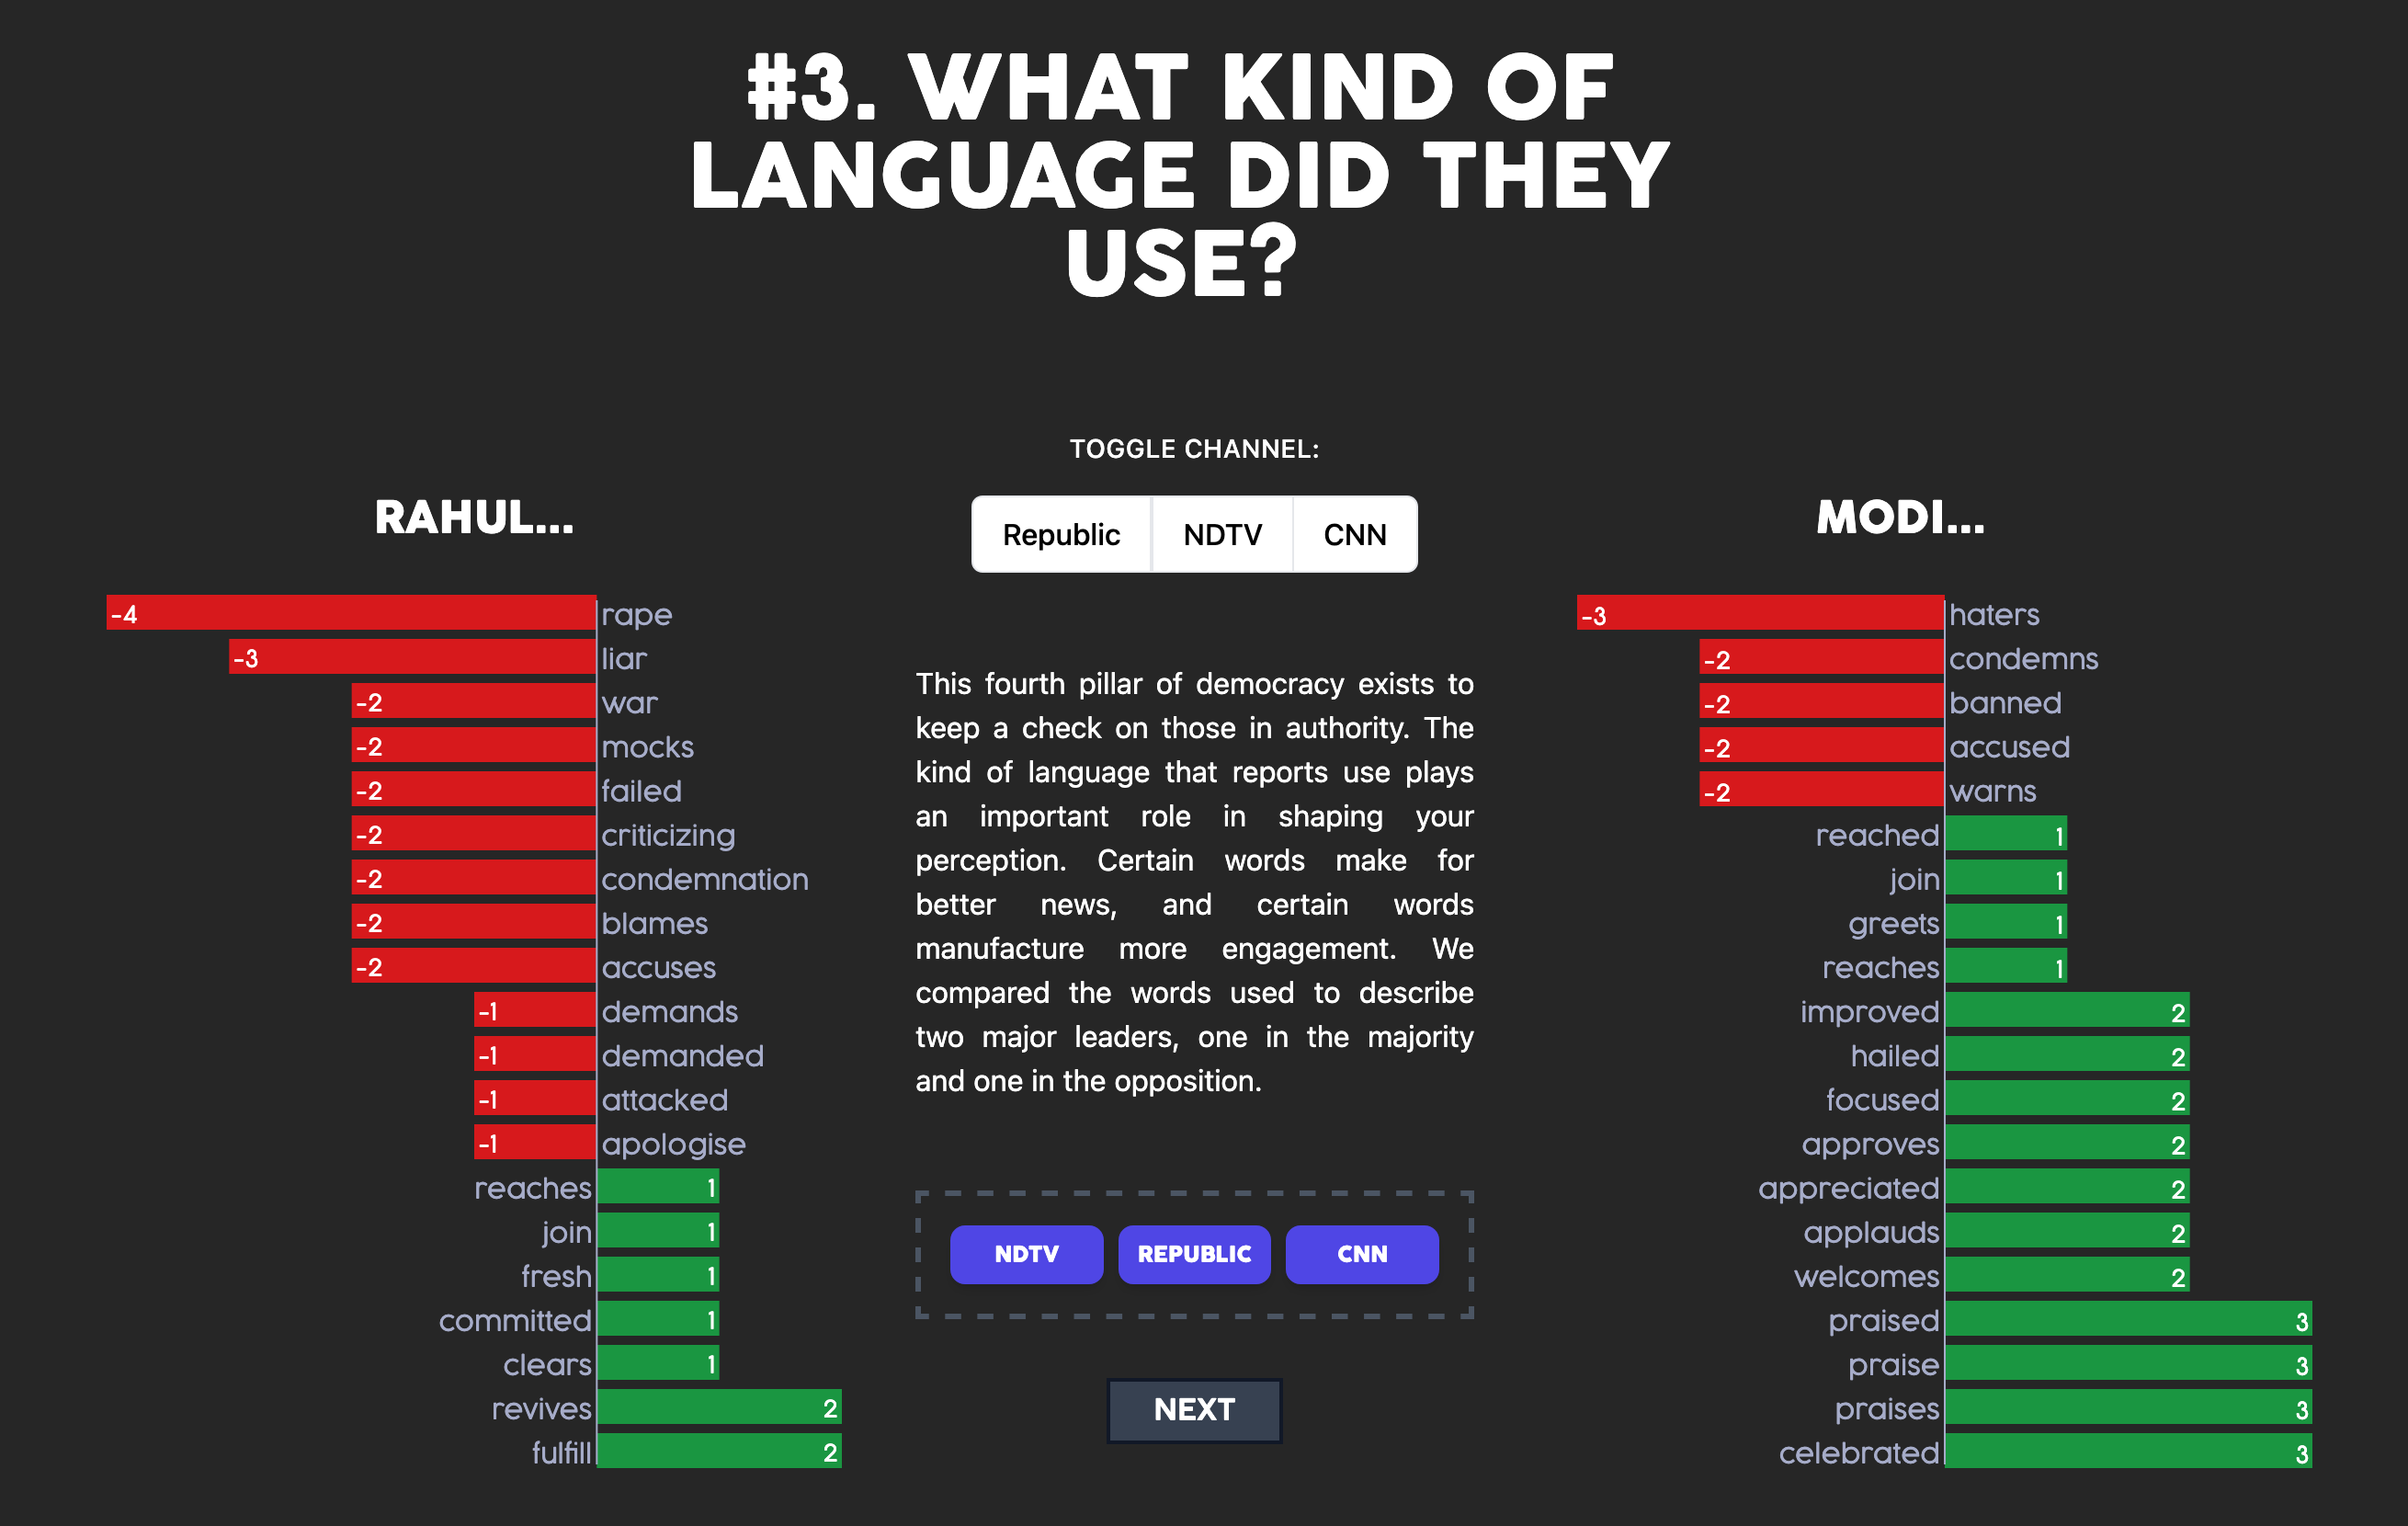 #3. WHAT KIND OF
LANGUAGE DID THEY
USE?
TOGGLE CHANNEL:
Republic
NDTV
CNN
RAHUL...
-4 rape
-3 liar
-2 war
-2 mocks
-2 failed
-2 criticizing
-2 condemnation
-2 blames
-2 accuses
-1 demands
-1 demanded
-1 attacked
-1 apologise
reaches 1
join 1
fresh 1
committed 1
clears 1
revives 2
fulfill 2
This fourth pillar of democracy exists to
keep a check on those in authority. The
kind of language that reports use plays
an important role in shaping your
perception. Certain words make for
better news, and certain words
manufacture more engagement. We
compared the words used to describe
two major leaders, one in the majority
and one in the opposition.
NDTV
REPUBLIC
CNN
NEXT
MODI...
-3 haters
-2 condemns
-2 banned
-2 accused
-2 warns
reached 1
join 1
greets 1
reaches 1
improved 2
hailed 2
focused 2
approves 2
appreciated 2
applauds 2
welcomes 2
praised 3
praise 3
praises 3
celebrated 3